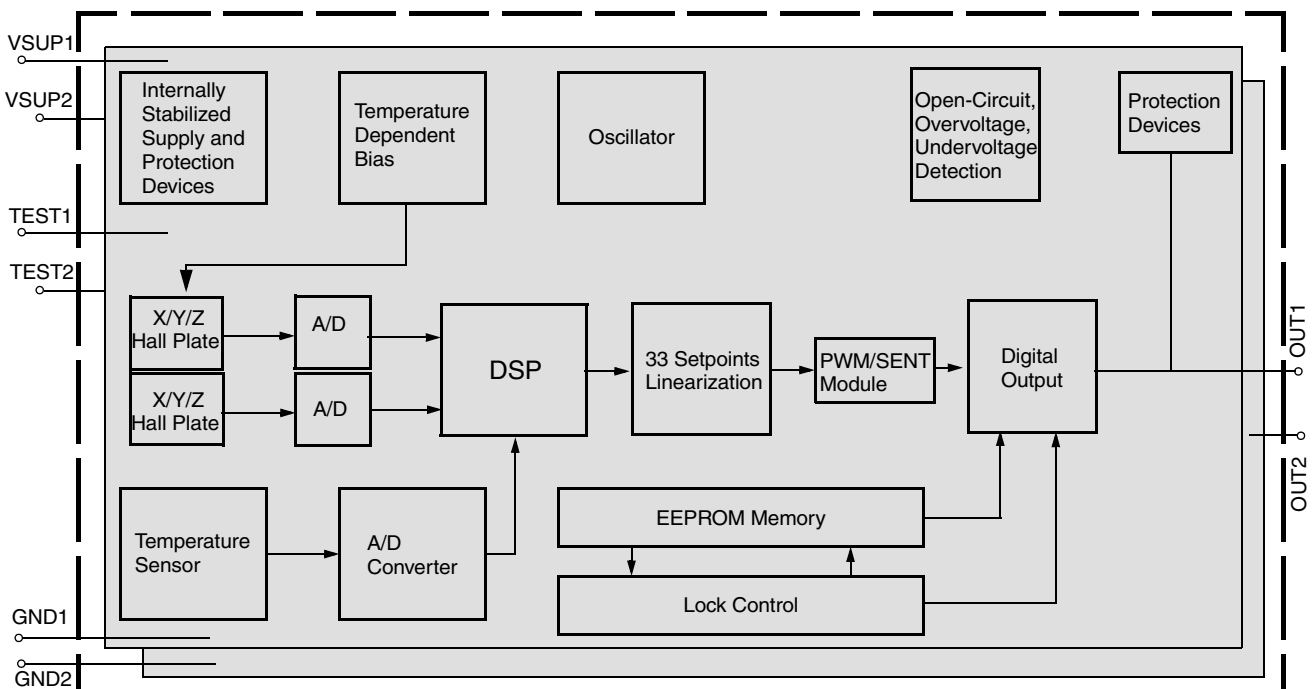 VSUP1
VSUP2
TEST1
TEST2
GND1
GND2
Internally
Stabilized
Supply and
Protection
Devices
Temperature
Dependent
Bias
Oscillator
Open-Circuit,
Overvoltage,
Undervoltage
Detection
Protection
Devices
X/Y/Z
Hall Plate
A/D
X/Y/Z
Hall Plate
A/D
DSP
33 Setpoints
Linearization
PWM/SENT
Module
Digital
Output
OUT1
OUT2
Temperature
Sensor
A/D
Converter
EEPROM Memory
Lock Control